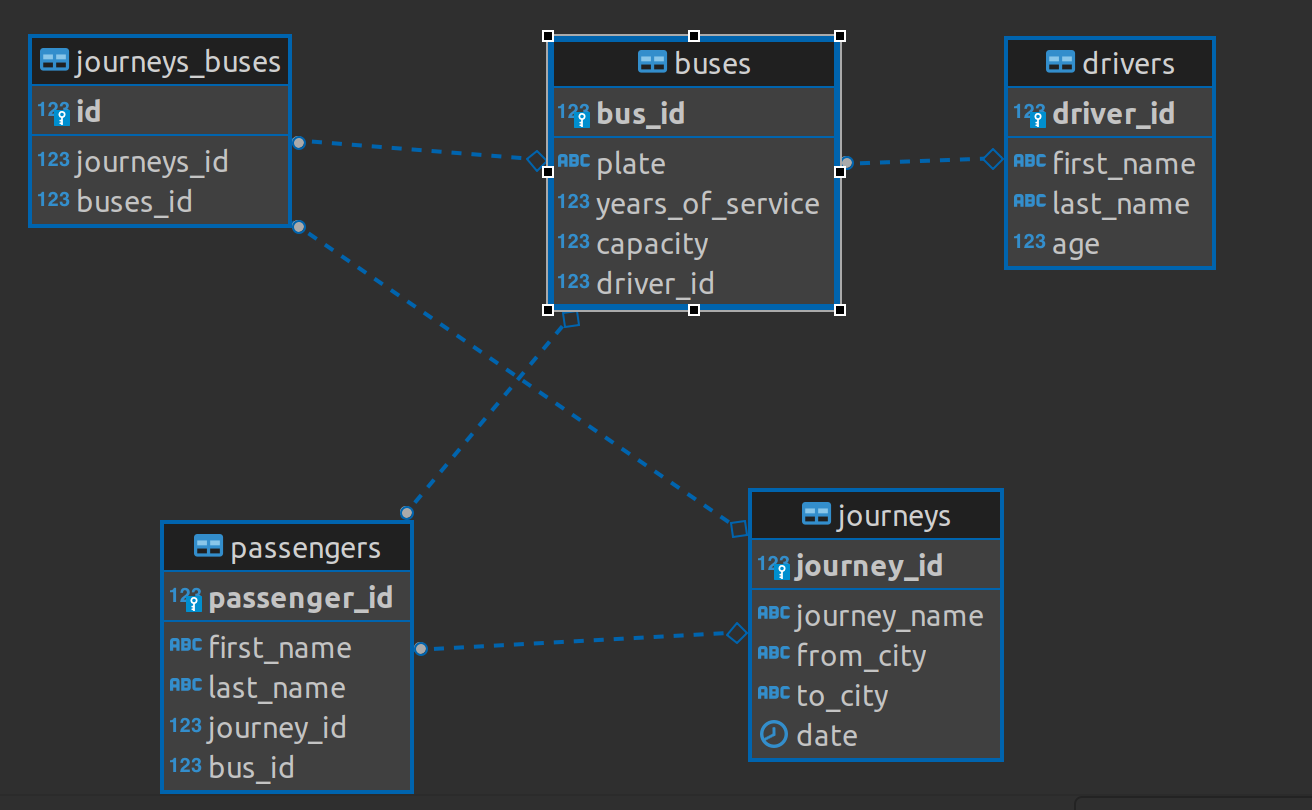 journeys_buses
123 id
123 journeys_id
123 buses_id
buses
123 bus_id
ABC plate
123 years_of_service
123 capacity
123 driver_id
drivers
123 driver_id
ABC first_name
ABC last_name
123 age
passengers
123 passenger_id
ABC first_name
ABC last_name
123 journey_id
123 bus_id
journeys
123 journey_id
ABC journey_name
ABC from_city
ABC to_city
date